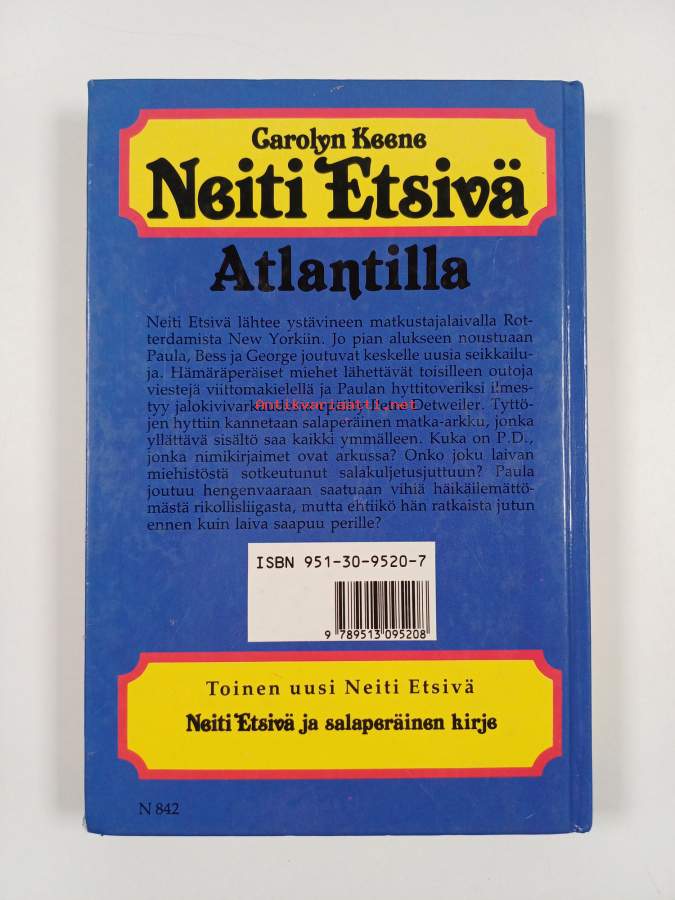 Carolyn Keene
Neiti Etsivä
Atlantilla
Neiti Etsivä lähtee ystävineen matkustajalaivalla Rot-
terdamista New Yorkiin. Jo pian alukseen noustuaan
Paula, Bess ja George joutuvat keskelle uusia seikkailu-
ja. Hämäräperäiset miehet lähettävät toisilleen outoja
viestejä viittomakielellä ja Paulan hyttitoveriksi ilmes-
tyy jalokivivarkaudesta Detweiler. Tyttö-
Antikvariaatti.net
jen hyttiin kannetaan salaperäinen matka-arkku, jonka
yllättävä sisältö saa kaikki ymmälleen. Kuka on P.D.,
jonka nimikirjaimet ovat arkussa? Onko joku laivan
miehistöstä sotkeutunut salakuljetusjuttuun? Paula
joutuu hengenvaaraan saatuaan vihiä häikäilemättö-
mästä rikollisliigasta, mutta ehtiikö hän ratkaista jutun
ennen kuin laiva saapuu perille?
ISBN 951-30-9520-7
9 789513 095208
Toinen uusi Neiti Etsivä
Neiti Etsivä ja salaperäinen kirje
N 842